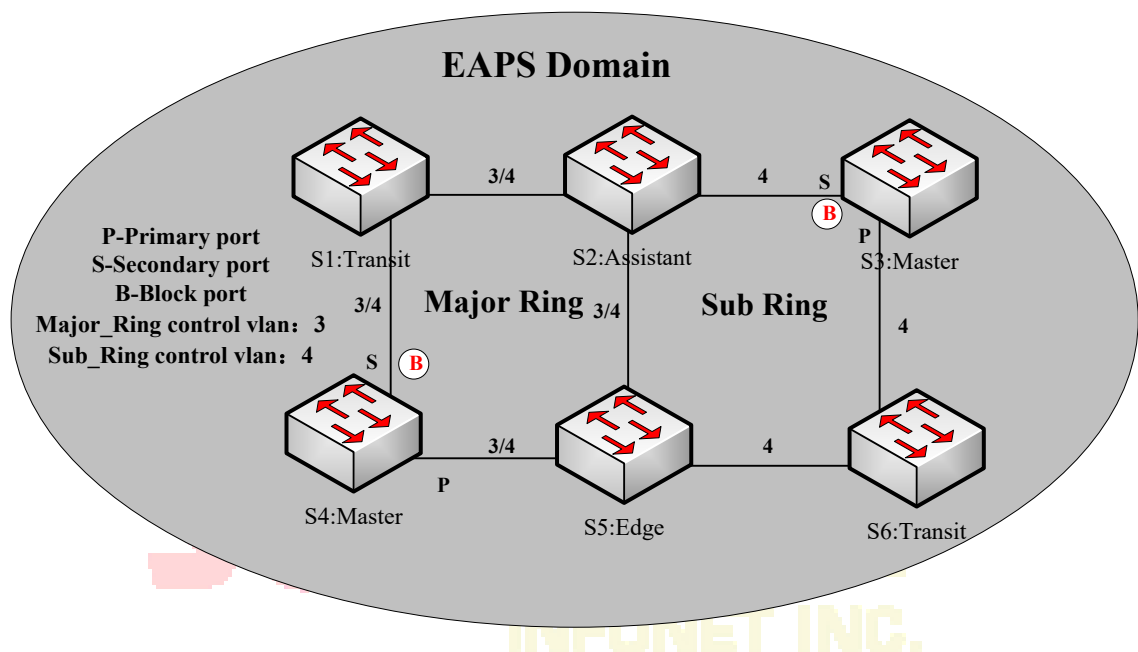 EAPS Domain
3/4
4
S
B
P
S1:Transit
S2:Assistant
S3:Master
P-Primary port
S-Secondary port
B-Block port
Major_Ring control vlan：3
Sub_Ring control vlan：4
3/4
Major Ring
3/4
Sub Ring
4
S
B
3/4
P
4
S4:Master
S5:Edge
S6:Transit
INC.